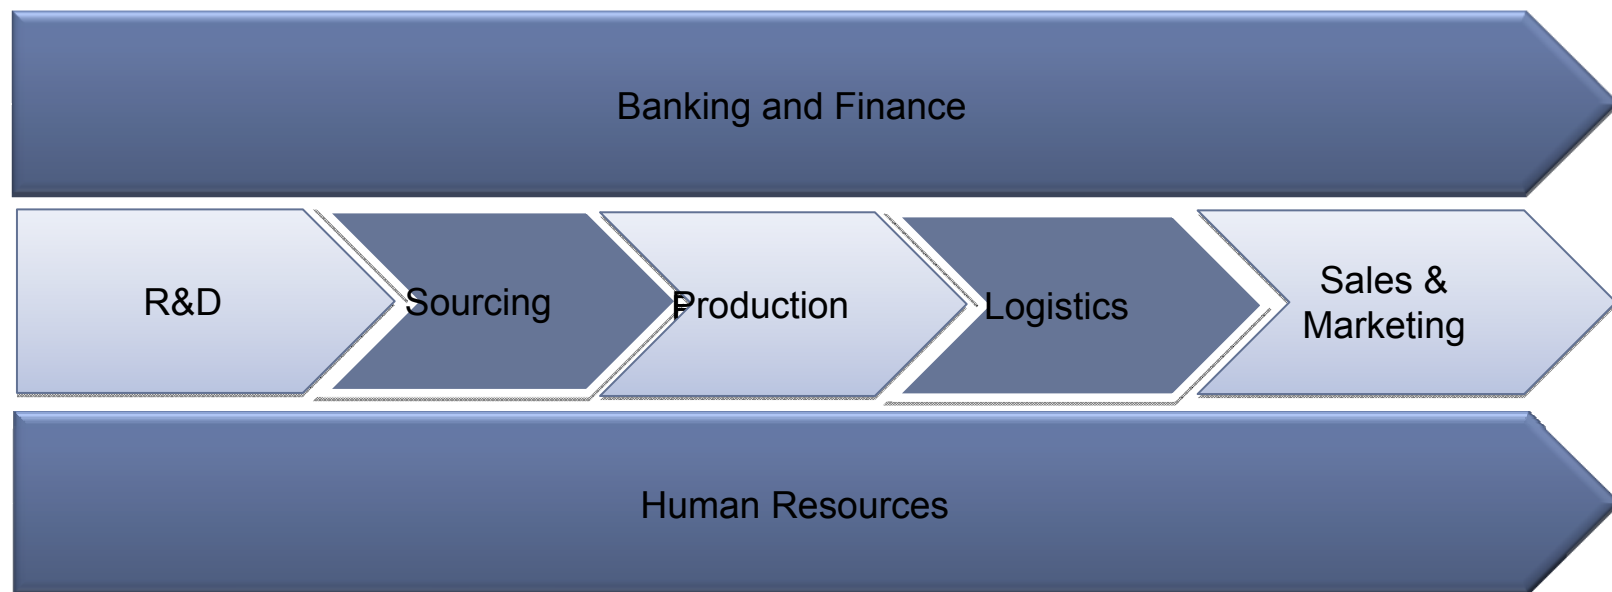 Banking and Finance
R&D
Sourcing
Production
Logistics
Sales &
Marketing
Human Resources